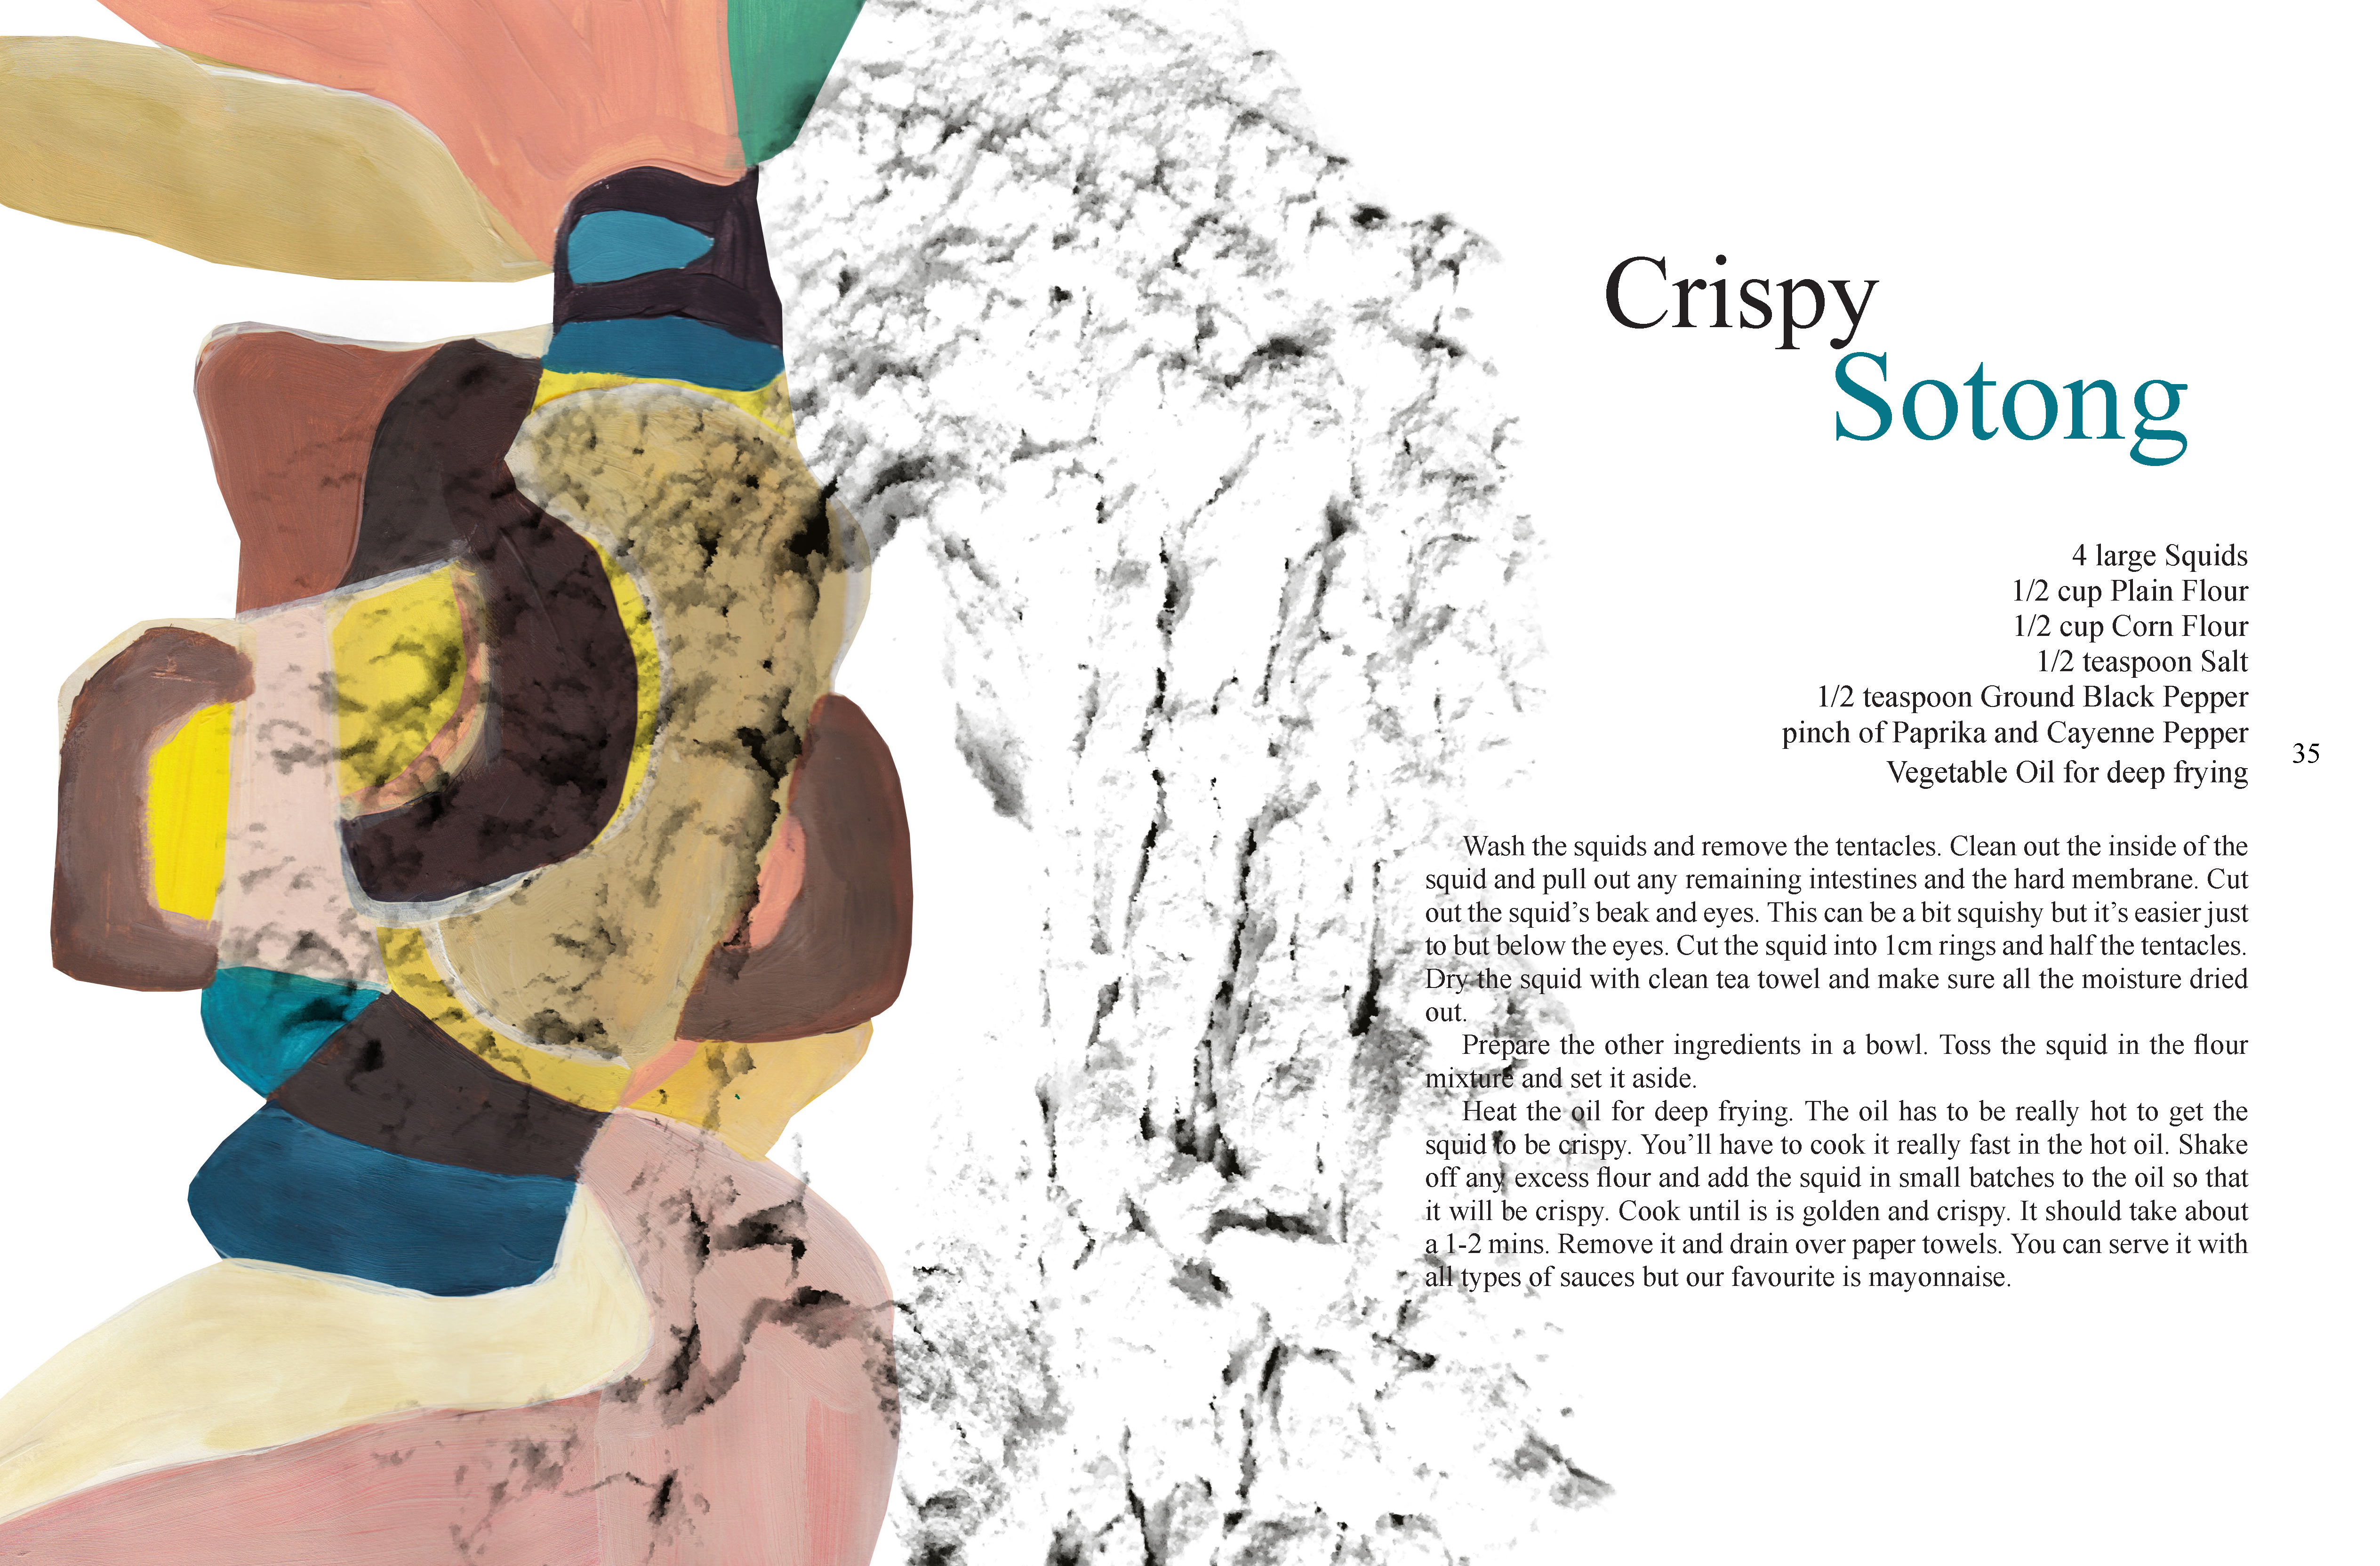 Crispy
Sotong
4 large Squids
1/2 cup Plain Flour
1/2 cup Corn Flour
1/2 teaspoon Salt
1/2 teaspoon Ground Black Pepper
pinch of Paprika and Cayenne Pepper
35
Vegetable Oil for deep frying
Wash the squids and remove the tentacles. Clean out the inside of the
squid and pull out any remaining intestines and the hard membrane. Cut
out the squid’s beak and eyes. This can be a bit squishy but it’s easier just
to but below the eyes. Cut the squid into 1cm rings and half the tentacles.
Dry the squid with clean tea towel and make sure all the moisture dried
out.
Prepare the other ingredients in a bowl. Toss the squid in the flour
mixture and set it aside.
Heat the oil for deep frying. The oil has to be really hot to get the
squid to be crispy. You’ll have to cook it really fast in the hot oil. Shake
off any excess flour and add the squid in small batches to the oil so that
it will be crispy. Cook until is is golden and crispy. It should take about
a 1-2 mins. Remove it and drain over paper towels. You can serve it with
all types of sauces but our favourite is mayonnaise.